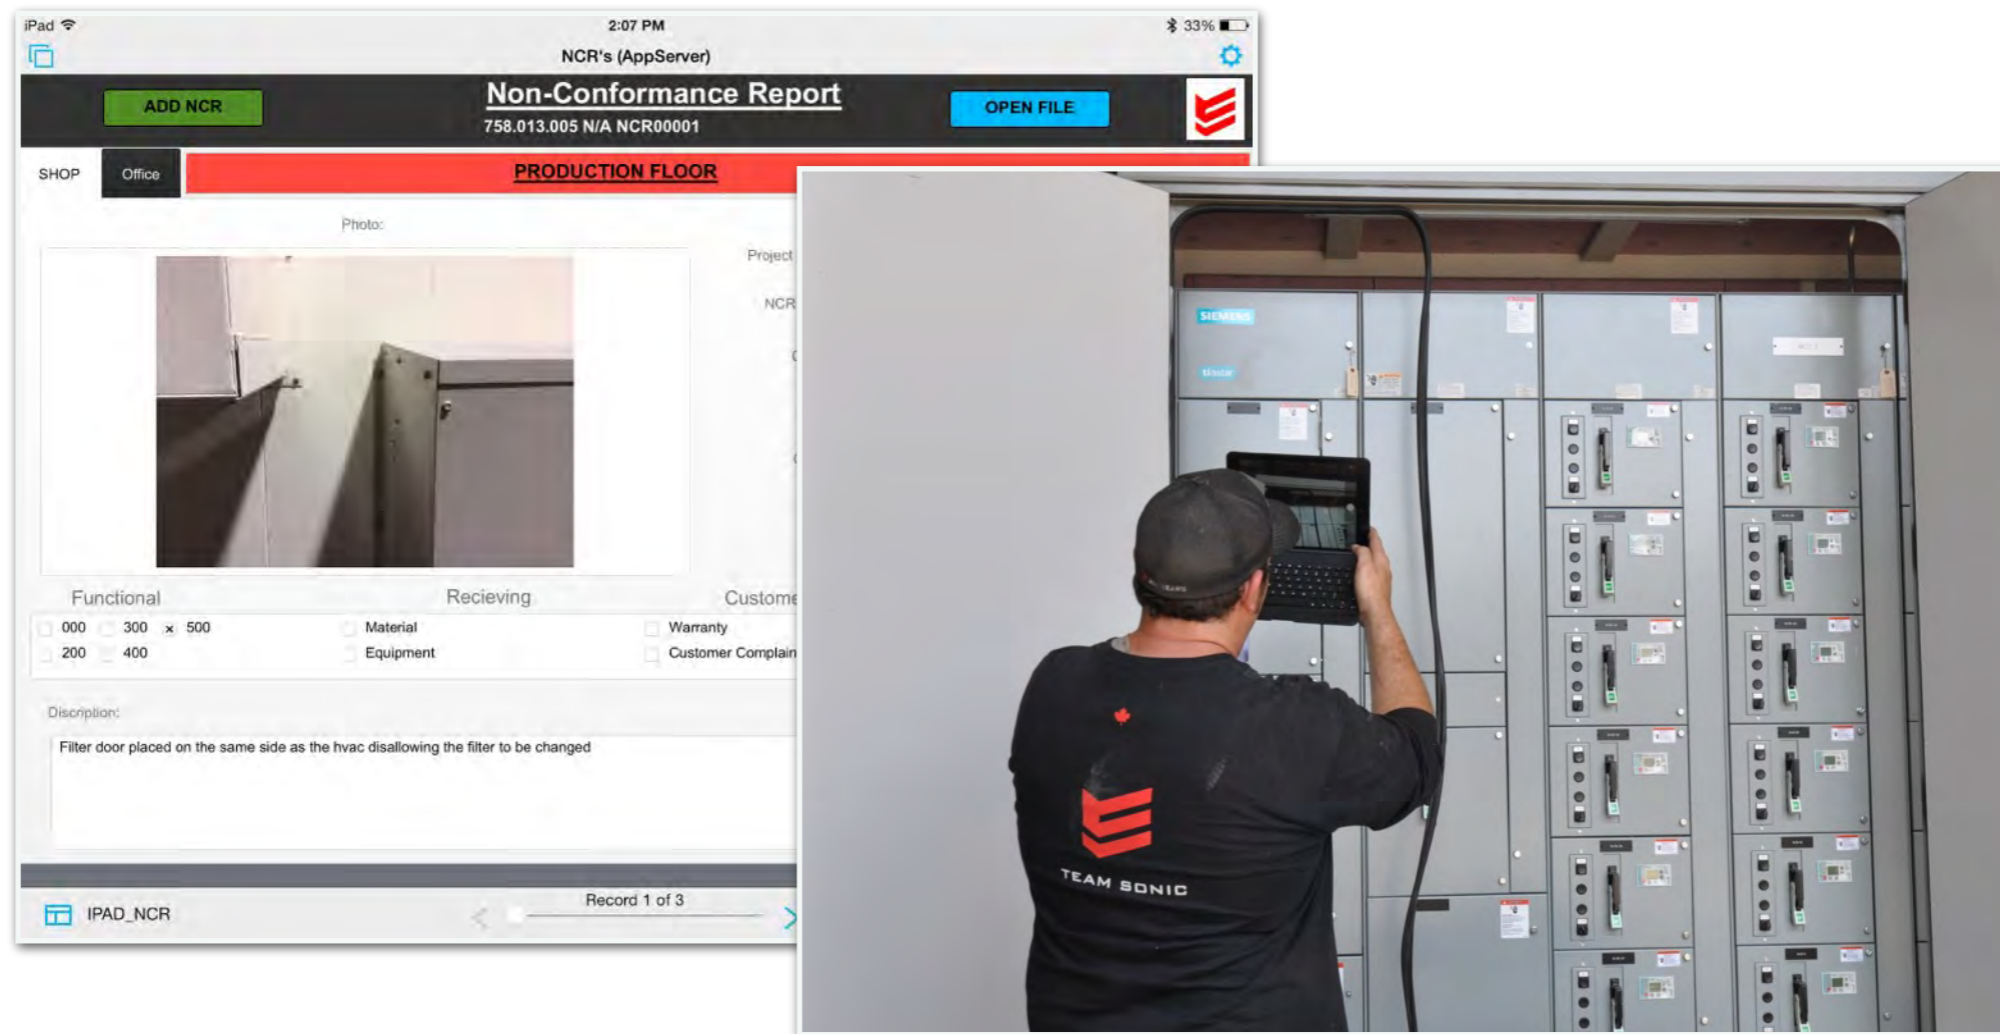 iPad
2:07 PM
33%
NCR's (AppServer)
ADD NCR
Non-Conformance Report
758.013.005 N/A NCR00001
OPEN FILE
SHOP
Office
PRODUCTION FLOOR
Photo:
Project
NCR
Functional
Recieving
Custome
000
300
x 500
Material
Warranty
200
400
Equipment
Customer Complain
Discription:
Filter door placed on the same side as the hvac disallowing the filter to be changed
IPAD_NCR
Record 1 of 3
SIEMENS
tiastar
TEAM SONIC